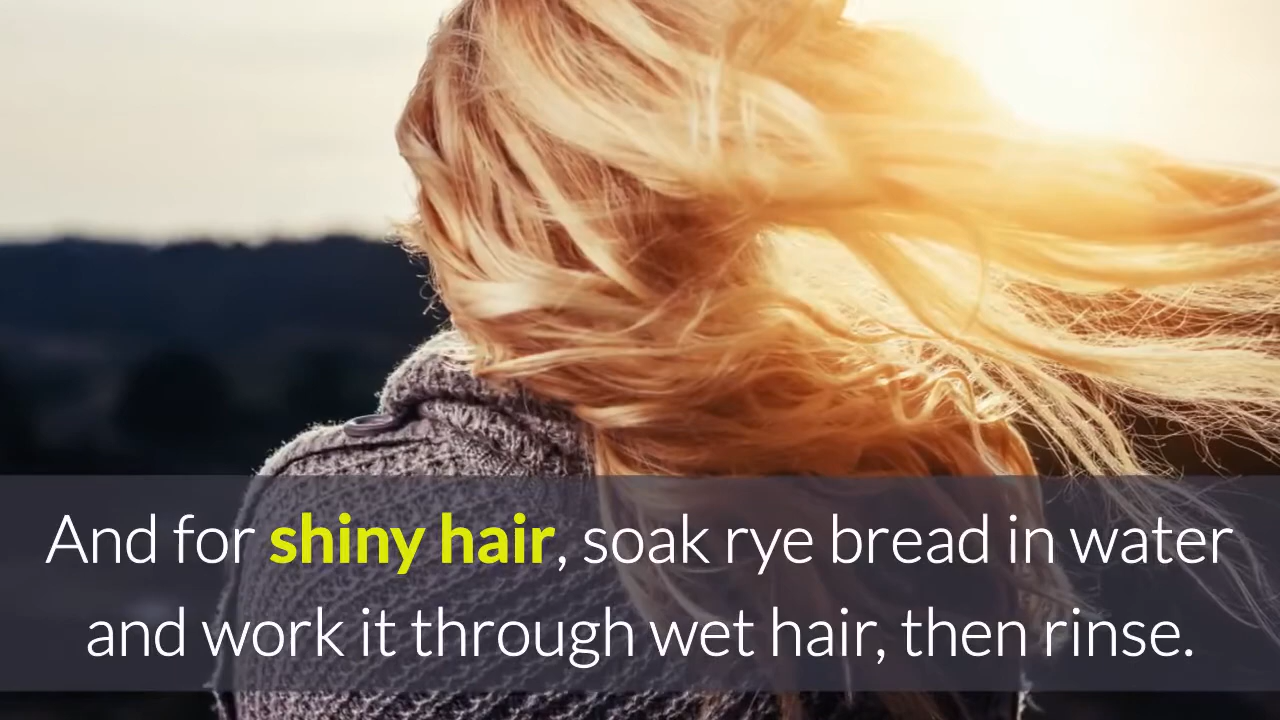 And for shiny hair, soak rye bread in water
and work it through wet hair, then rinse.